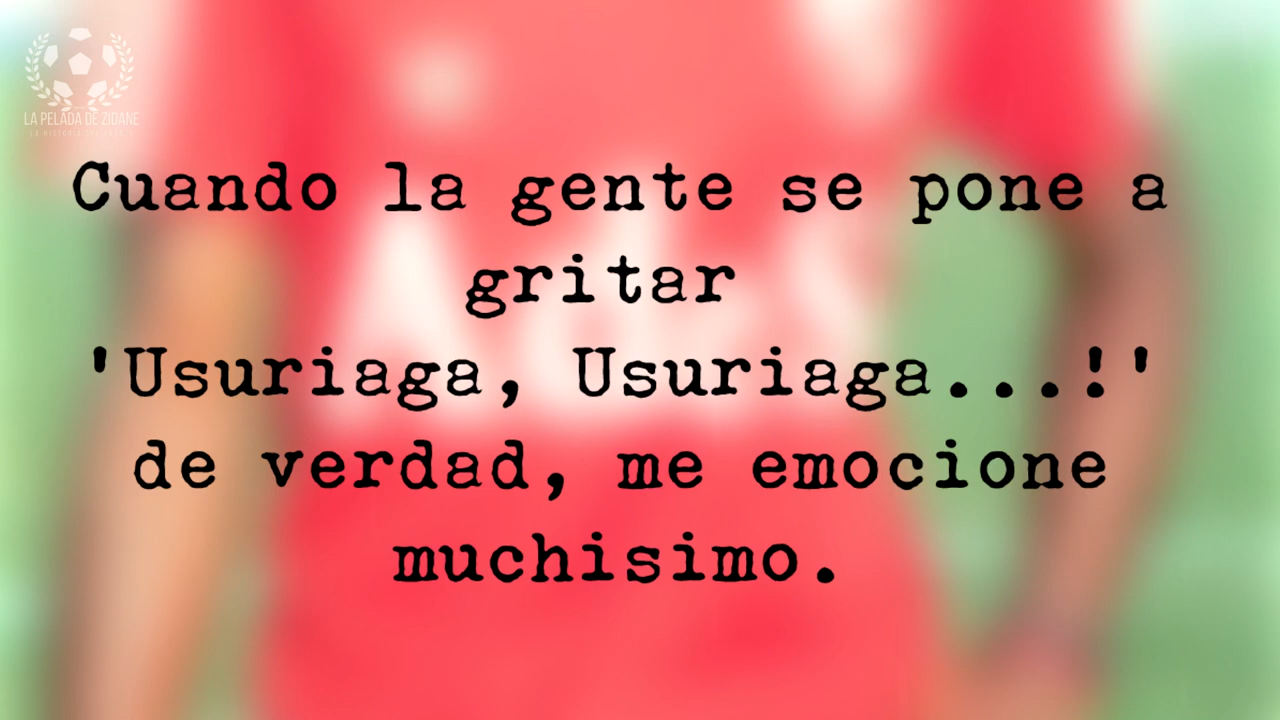 LA PELADA DE ZIDANE
Cuando la gente se pone a
gritar
'Usuriaga, Usuriaga...!'
de verdad, me emocione
muchisimo.